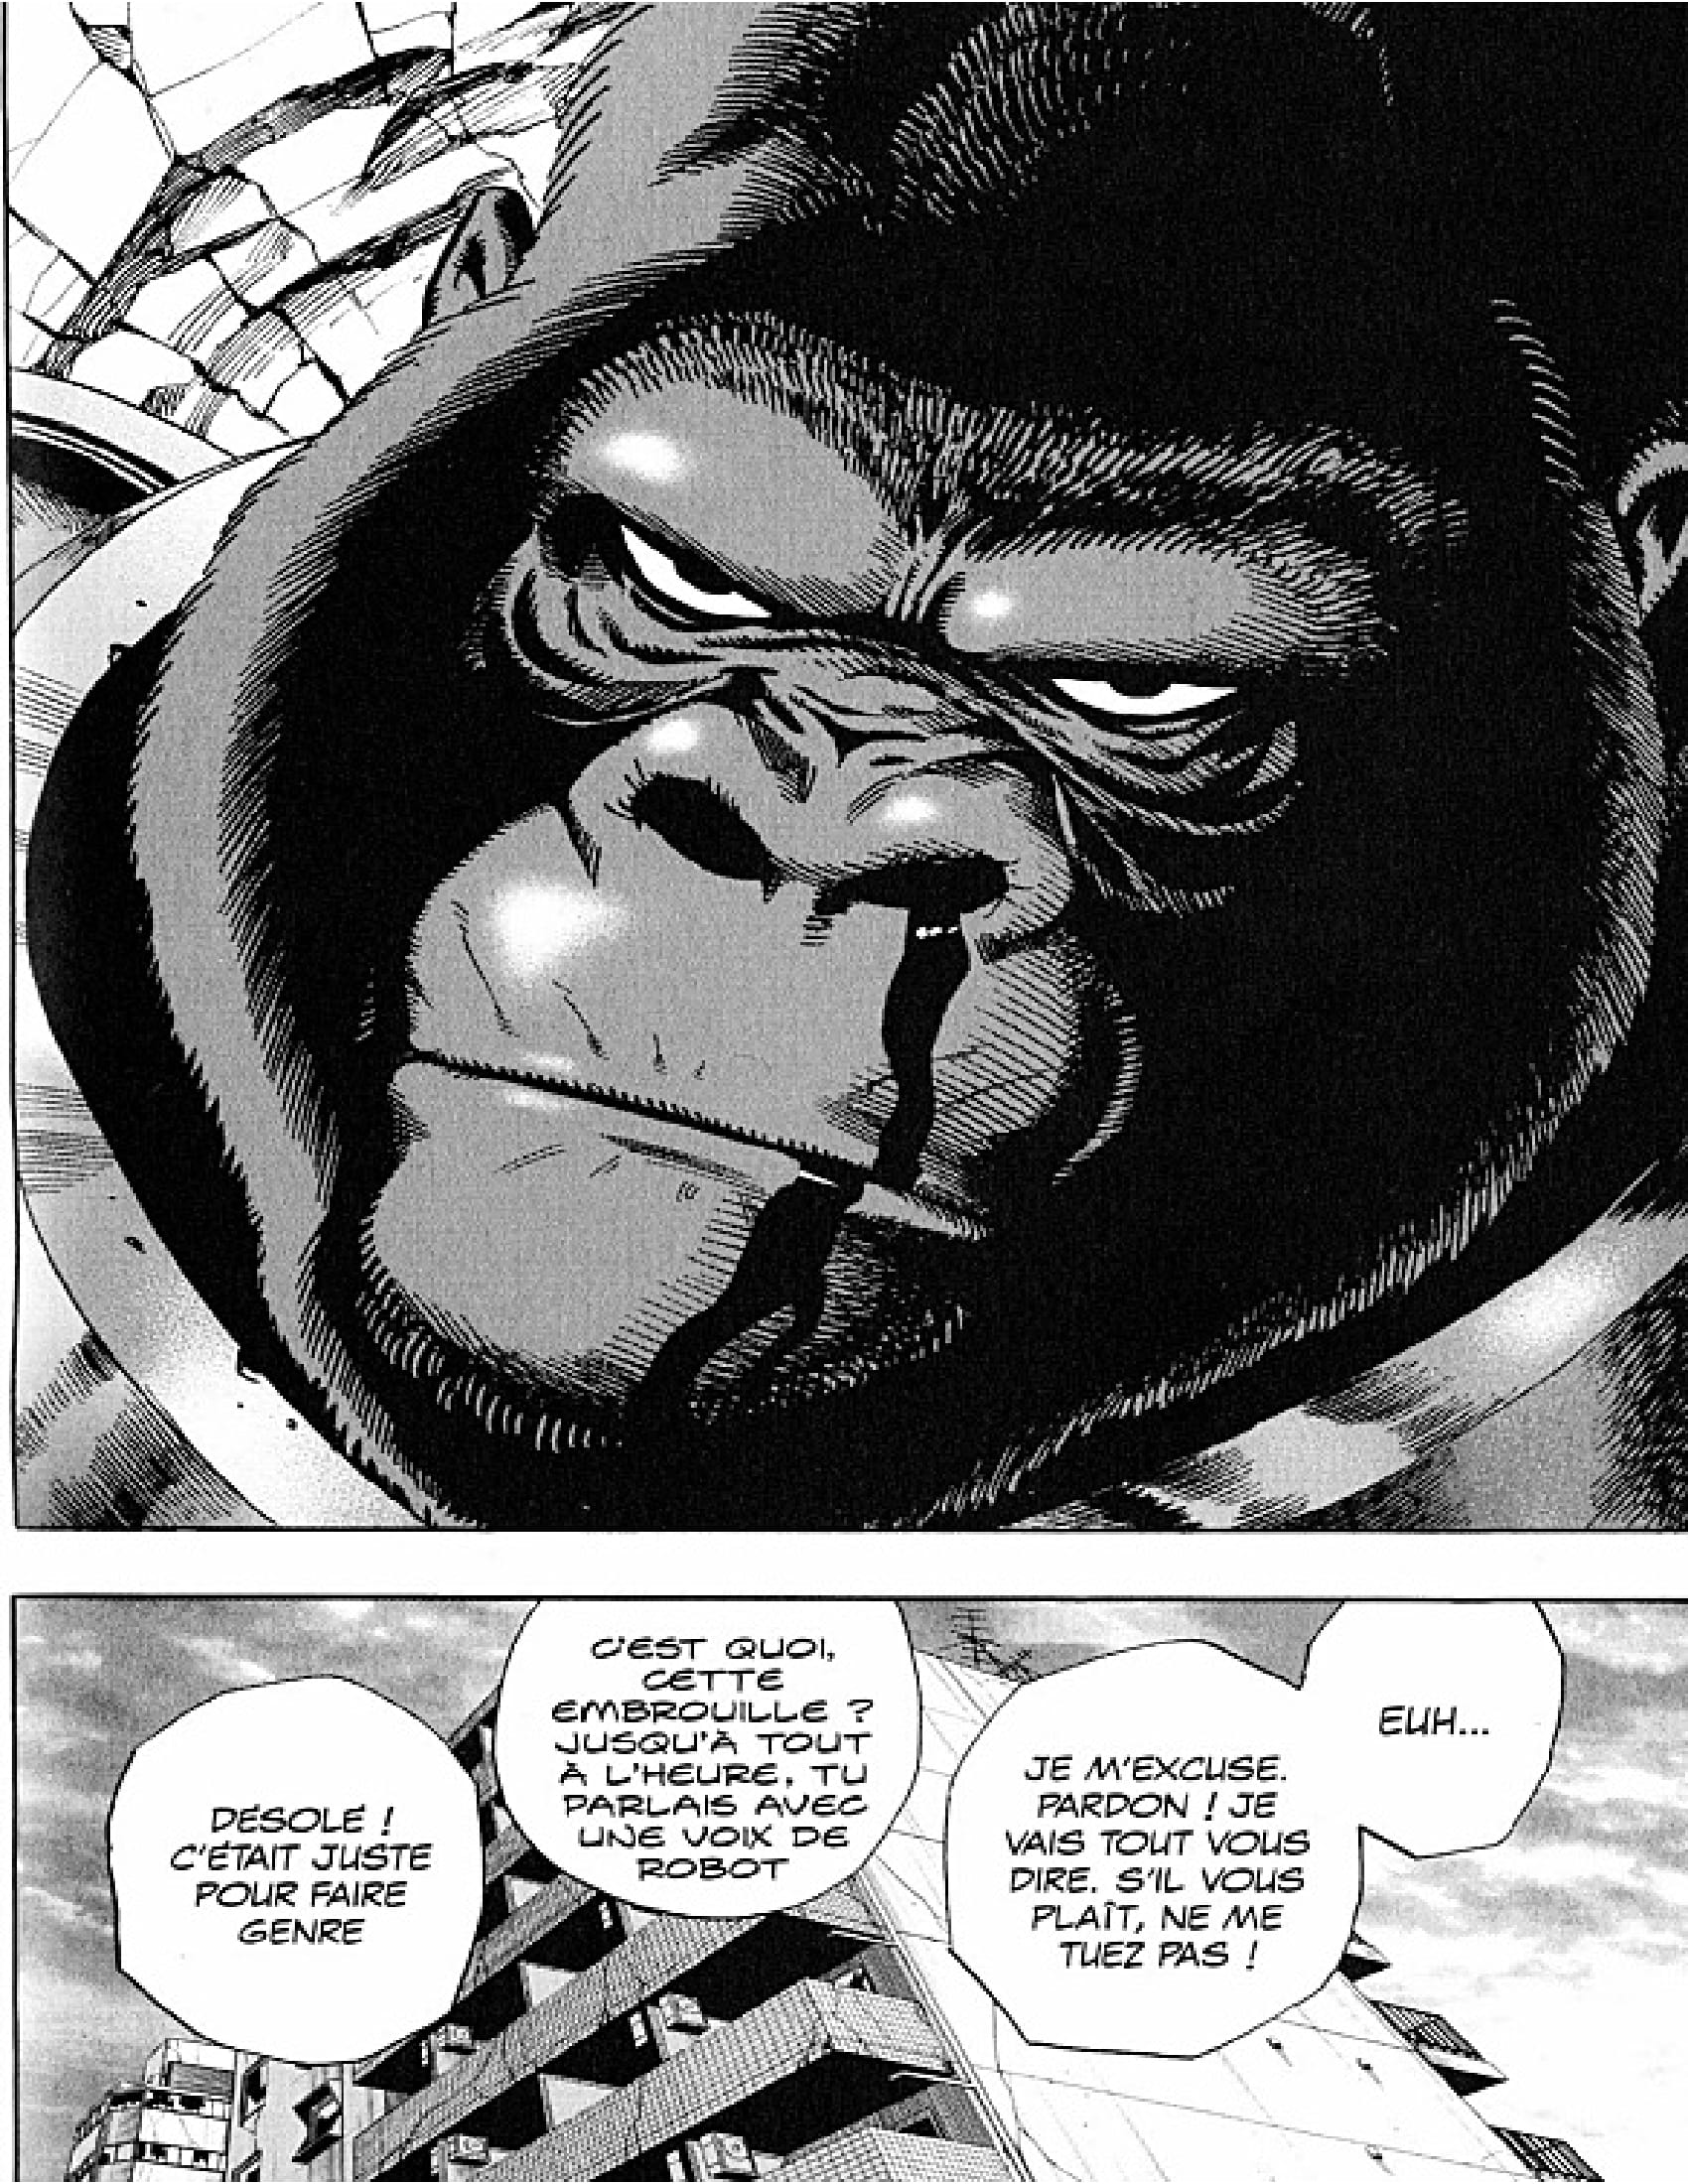 EUH...
JE M'EXCUSE.
PARDON ! JE
VAIS TOUT VOUS
DIRE. S'IL VOUS
PLAÎT, NE ME
TUEZ PAS !
C'EST QUOI,
CETTE
EMBROUILLE ?
JUSQU'À TOUT
À L'HEURE, TU
PARLAIS AVEC
UNE VOIX DE
ROBOT
DÉSOLÉ !
C'ÉTAIT JUSTE
POUR FAIRE
GENRE